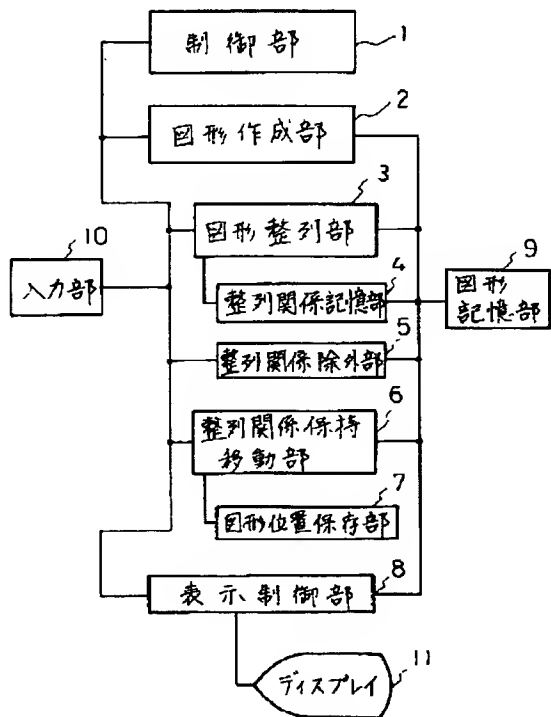 制御部
1
図形作成部
2
図形整列部
3
整列関係記憶部
4
整列関係除外部
5
整列関係保持
移動部
6
図形位置保存部
7
表示制御部
8
図形
記憶部
9
入力部
10
ディスプレイ
11